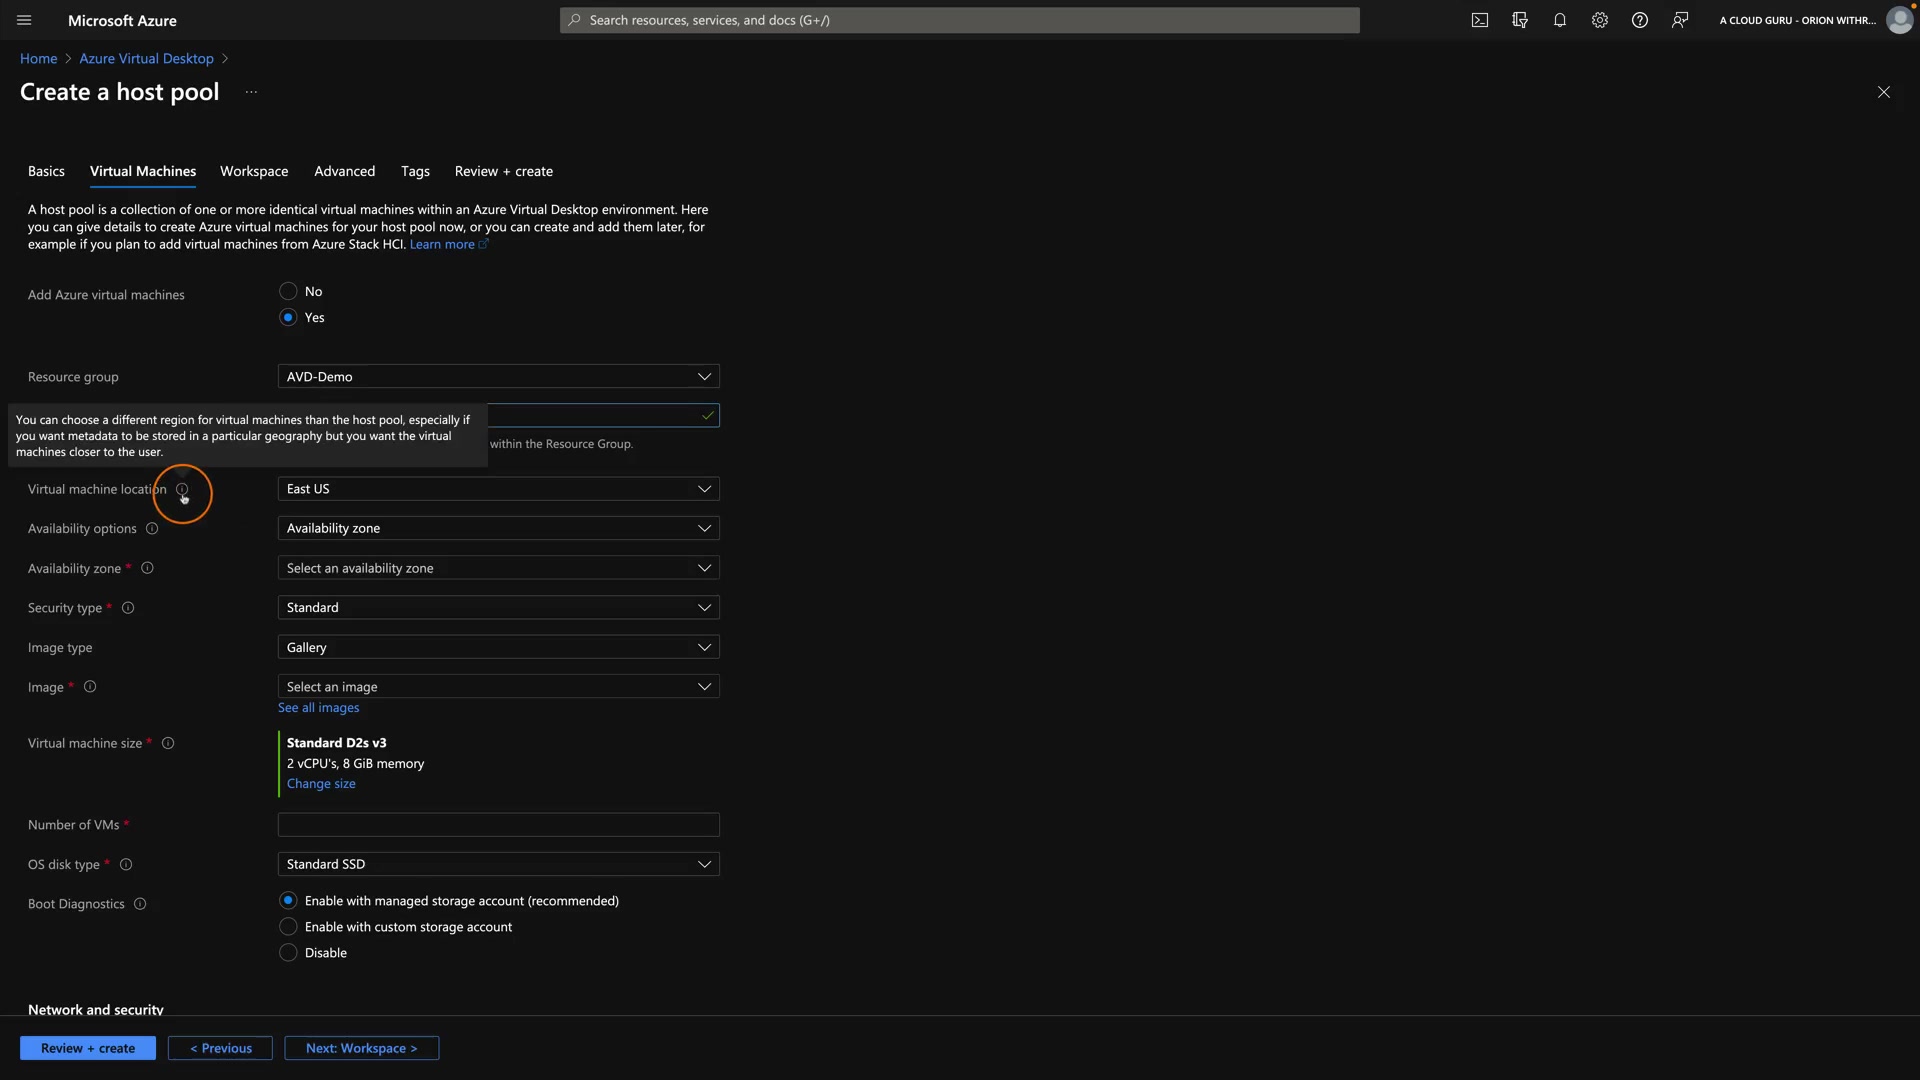 Microsoft Azure
Search resources, services, and docs (G+/)
A CLOUD GURU - ORION WITHR...
Home > Azure Virtual Desktop >
Create a host pool ...
Basics
Virtual Machines
Workspace
Advanced
Tags
Review + create
A host pool is a collection of one or more identical virtual machines within an Azure Virtual Desktop environment. Here
you can give details to create Azure virtual machines for your host pool now, or you can create and add them later, for
example if you plan to add virtual machines from Azure Stack HCI. Learn more
Add Azure virtual machines
No
Yes
Resource group
AVD-Demo
You can choose a different region for virtual machines than the host pool, especially if
you want metadata to be stored in a particular geography but you want the virtual
machines closer to the user.
within the Resource Group.
Virtual machine location
East US
Availability options
Availability zone
Availability zone *
Select an availability zone
Security type *
Standard
Image type
Gallery
Image *
Select an image
See all images
Virtual machine size *
Standard D2s v3
2 vCPU's, 8 GiB memory
Change size
Number of VMs *
OS disk type *
Standard SSD
Boot Diagnostics
Enable with managed storage account (recommended)
Enable with custom storage account
Disable
Network and security
Review + create
< Previous
Next: Workspace >